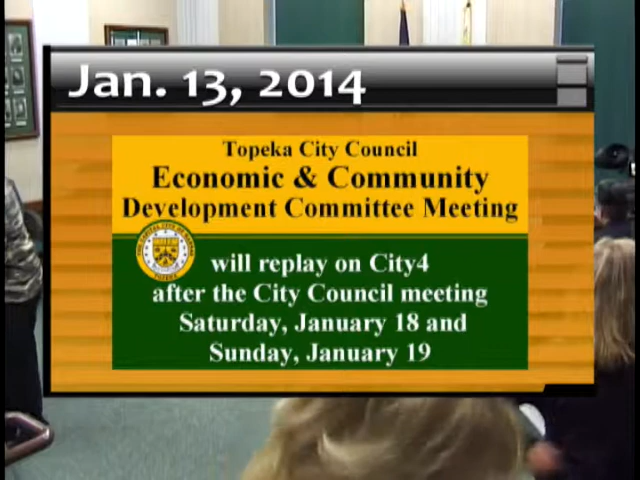 Jan. 13, 2014
Topeka City Council
Economic & Community
Development Committee Meeting
will replay on City4
after the City Council meeting
Saturday, January 18 and
Sunday, January 19